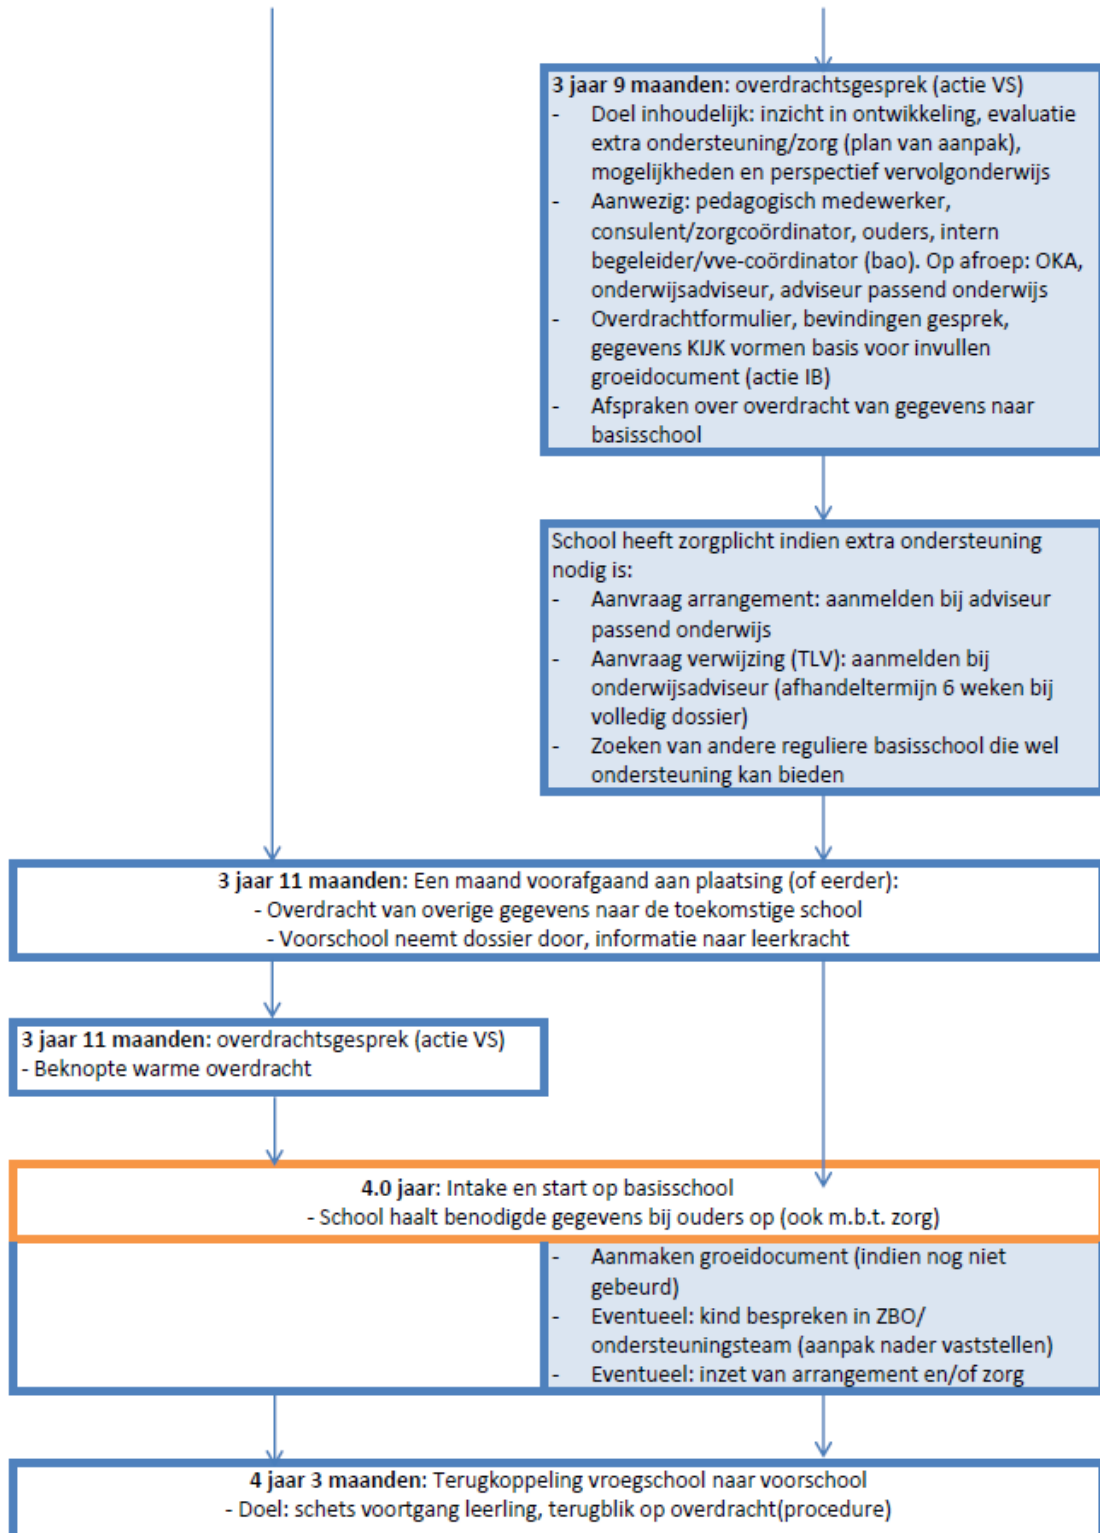 3 jaar 9 maanden: overdrachtsgesprek (actie VS)
- Doel inhoudelijk: inzicht in ontwikkeling, evaluatie
extra ondersteuning/zorg (plan van aanpak),
mogelijkheden en perspectief vervolgonderwijs
- Aanwezig: pedagogisch medewerker,
consulent/zorgcoördinator, ouders, intern
begeleider/vve-coördinator (bao). Op afroep: OKA,
onderwijsadviseur, adviseur passend onderwijs
- Overdrachtformulier, bevindingen gesprek,
gegevens KIJK vormen basis voor invullen
groeidocument (actie IB)
- Afspraken over overdracht van gegevens naar
basisschool
School heeft zorgplicht indien extra ondersteuning
nodig is:
- Aanvraag arrangement: aanmelden bij adviseur
passend onderwijs
- Aanvraag verwijzing (TLV): aanmelden bij
onderwijsadviseur (afhandeltermijn 6 weken bij
volledig dossier)
- Zoeken van andere reguliere basisschool die wel
ondersteuning kan bieden
3 jaar 11 maanden: Een maand voorafgaand aan plaatsing (of eerder):
- Overdracht van overige gegevens naar de toekomstige school
- Voorschool neemt dossier door, informatie naar leerkracht
3 jaar 11 maanden: overdrachtsgesprek (actie VS)
- Beknopte warme overdracht
4.0 jaar: Intake en start op basisschool
- School haalt benodigde gegevens bij ouders op (ook m.b.t. zorg)
- Aanmaken groeidocument (indien nog niet
gebeurd)
- Eventueel: kind bespreken in ZBO/
ondersteuningsteam (aanpak nader vaststellen)
- Eventueel: inzet van arrangement en/of zorg
4 jaar 3 maanden: Terugkoppeling vroegschool naar voorschool
- Doel: schets voortgang leerling, terugblik op overdracht(procedure)